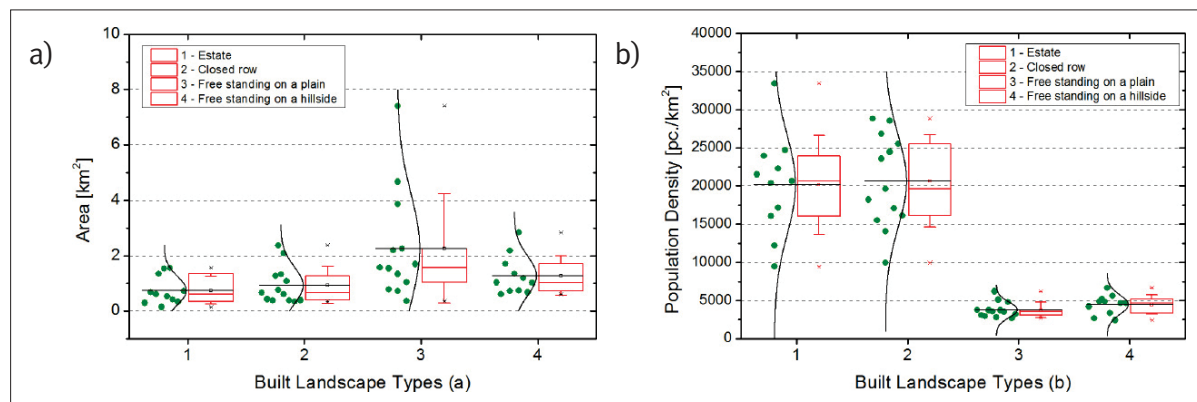 a)
10
8
6
4
2
0
Area [km²]
1 - Estate
2 - Closed row
3 - Free standing on a plain
4 - Free standing on a hillside
1 2 3 4
Built Landscape Types (a)
b)
40000
35000
30000
25000
20000
15000
10000
5000
0
Population Density [pc./km²]
1 - Estate
2 - Closed row
3 - Free standing on a plain
4 - Free standing on a hillside
1 2 3 4
Built Landscape Types (b)